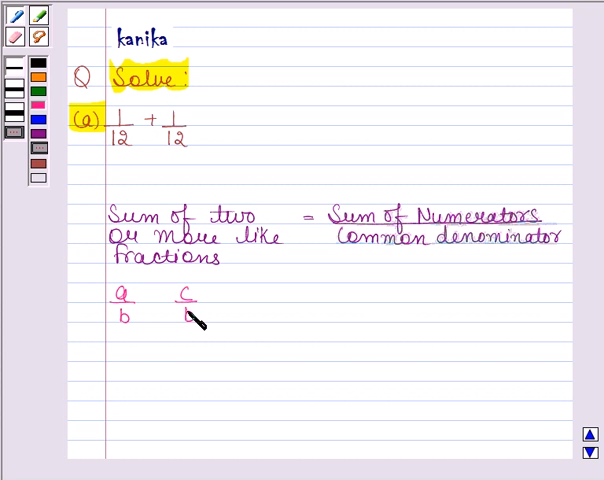 kanika
Q Solve:
(a) 1/12 + 1/12
Sum of two = Sum of Numerators
or more like Common denominator
fractions
a c
b b